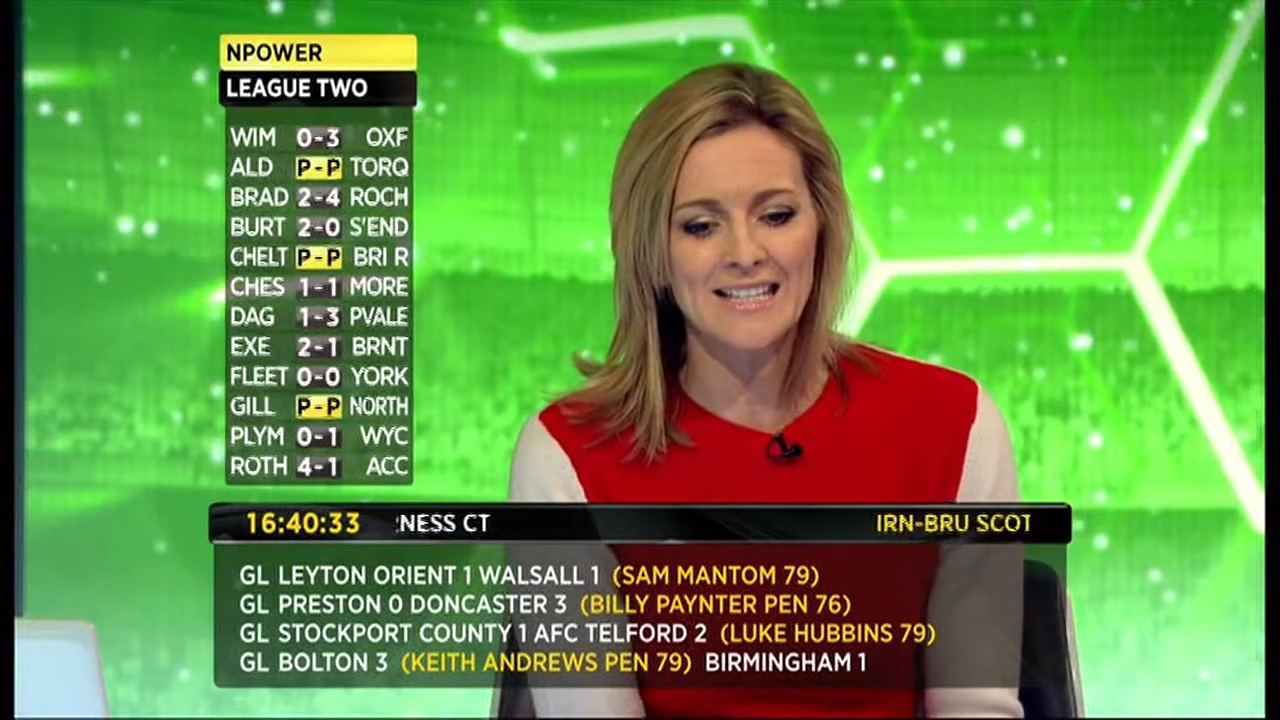 NPOWER
LEAGUE TWO
WIM 0-3 OXF
ALD P-P TORQ
BRAD 2-4 ROCH
BURT 2-0 S'END
CHELT P-P BRI R
CHES 1-1 MORE
DAG 1-3 PVALE
EXE 2-1 BRNT
FLEET 0-0 YORK
GILL P-P NORTH
PLYM 0-1 WYC
ROTH 4-1 ACC
16:40:33 NESS CT IRN-BRU SCOT
GL LEYTON ORIENT 1 WALSALL 1 (SAM MANTOM 79)
GL PRESTON 0 DONCASTER 3 (BILLY PAYNTER PEN 76)
GL STOCKPORT COUNTY 1 AFC TELFORD 2 (LUKE HUBBINS 79)
GL BOLTON 3 (KEITH ANDREWS PEN 79) BIRMINGHAM 1